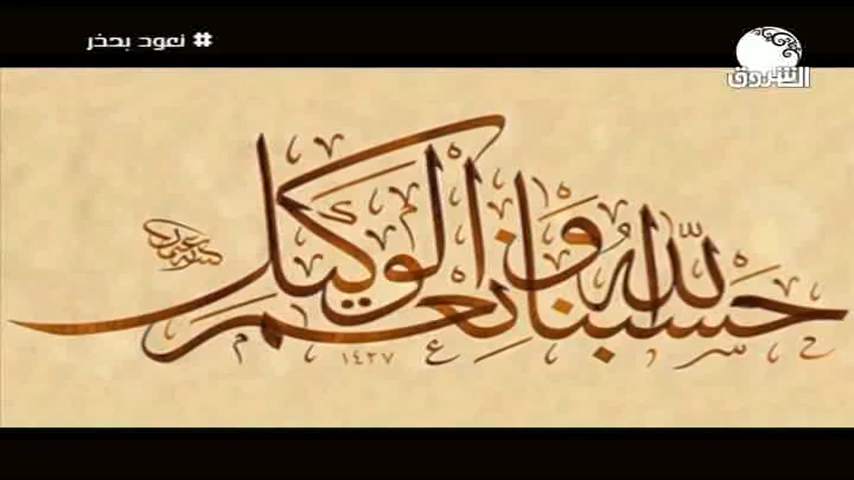 # نعود بحذر
الشروق
حسبنا الله ونعم الوكيل
١٤٣٧